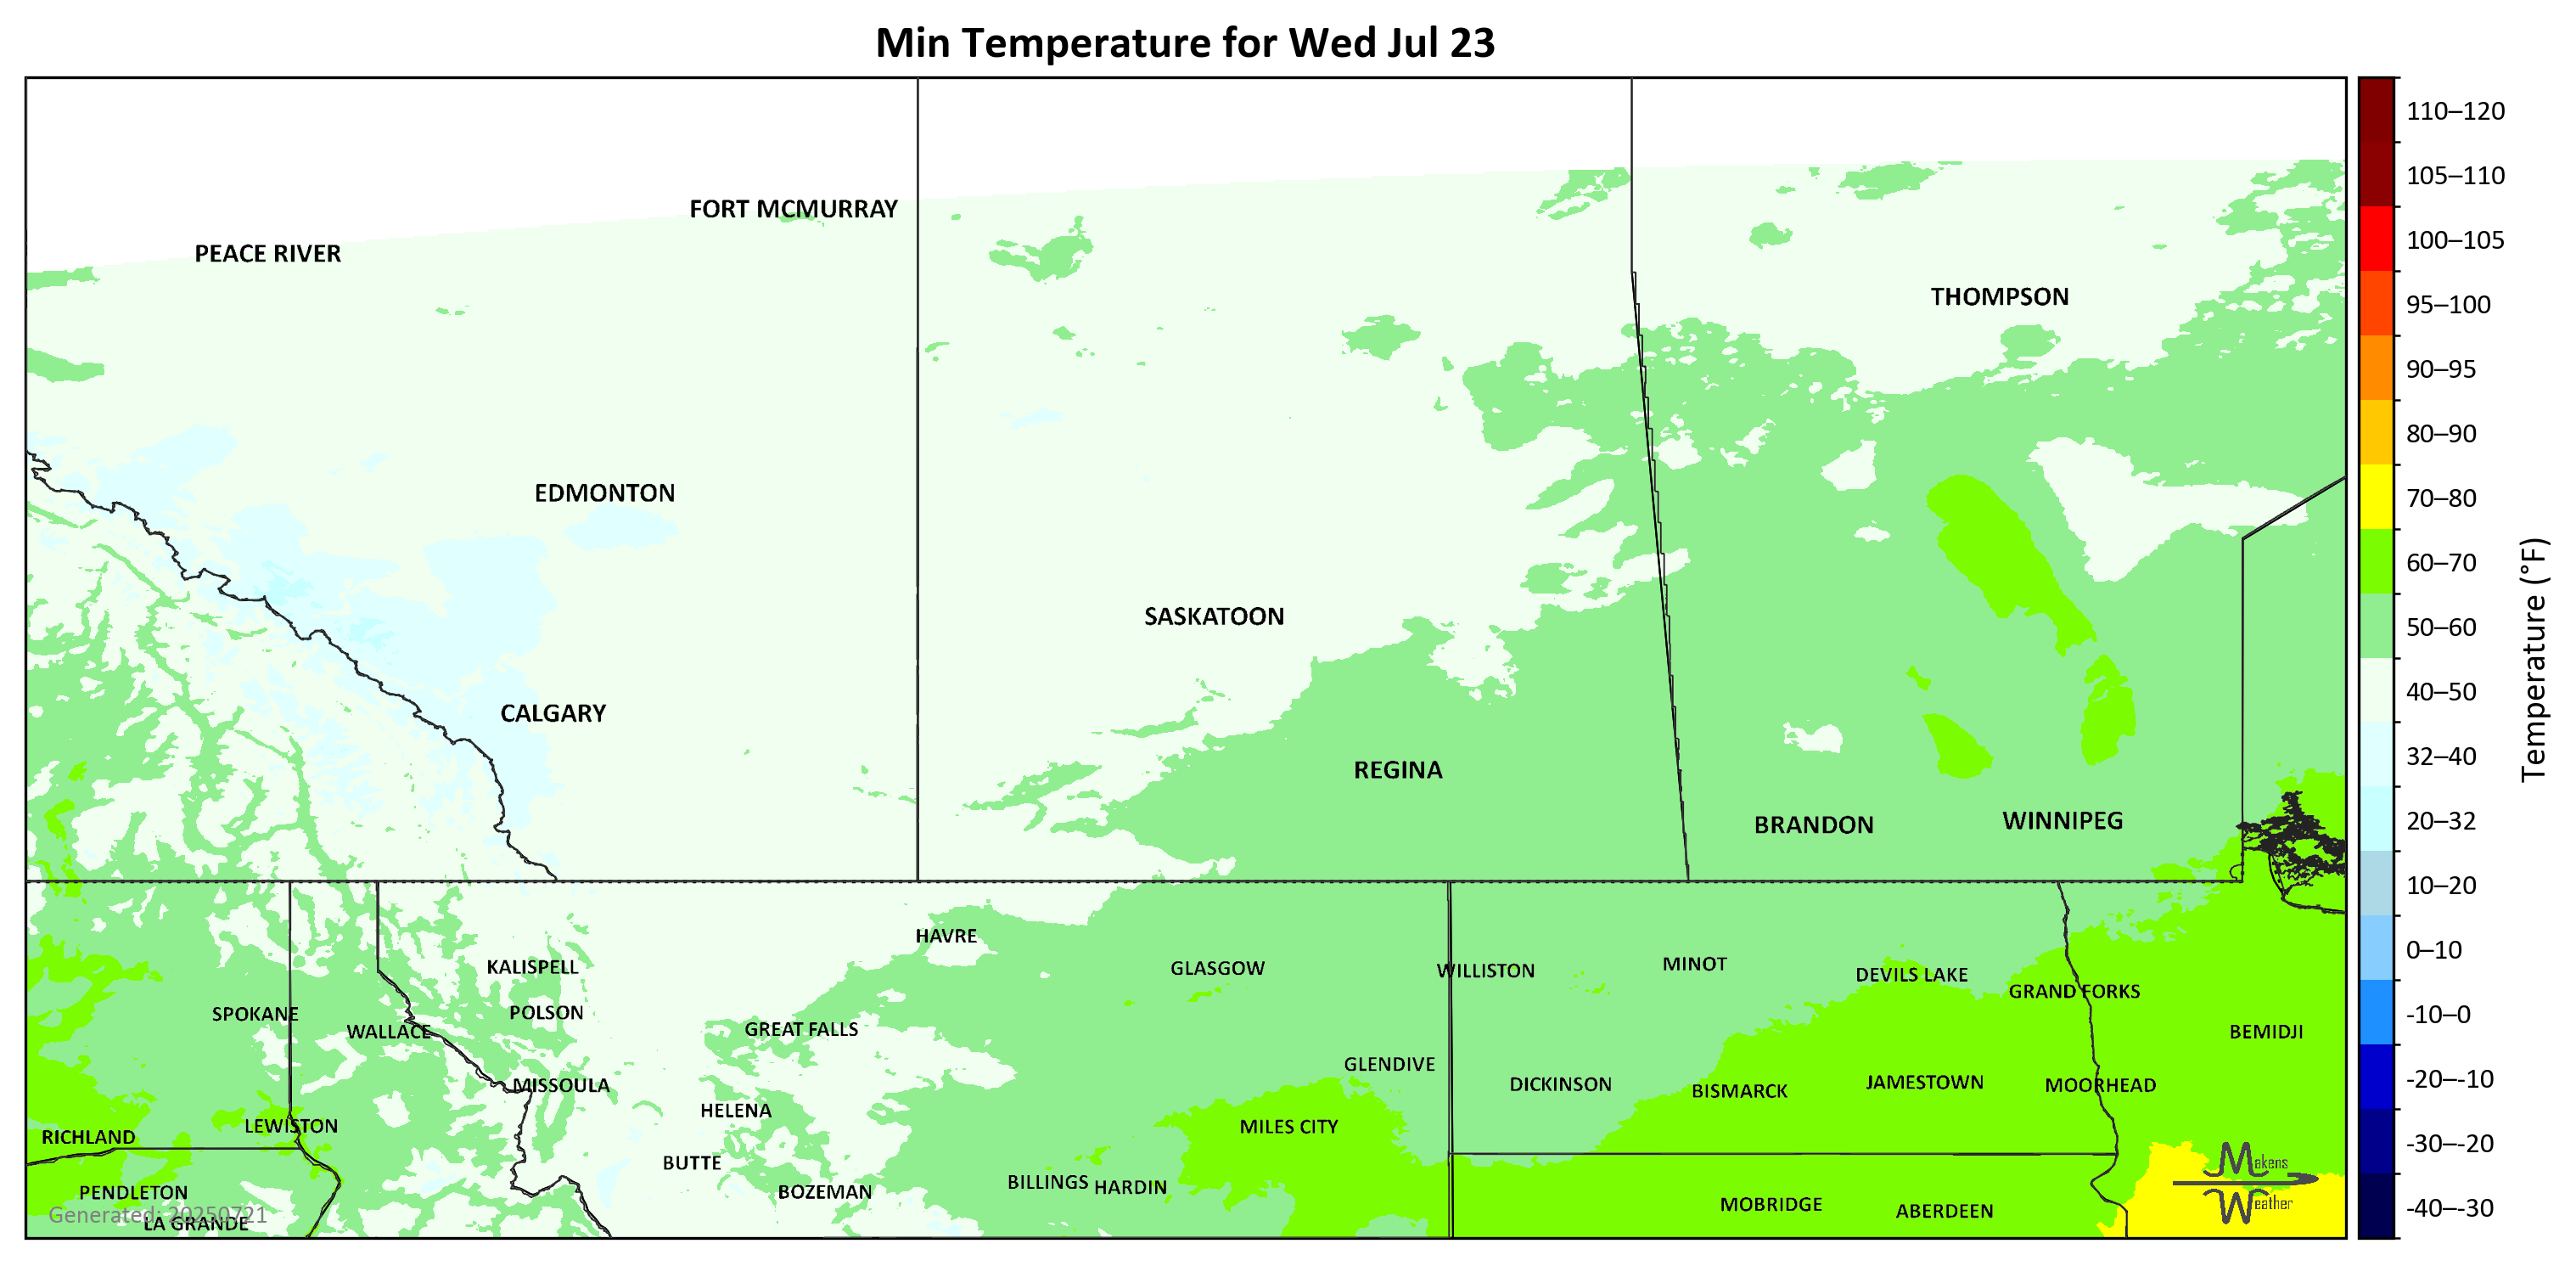 Min Temperature for Wed Jul 23
110–120
105–110
100–105
95–100
90–95
80–90
70–80
60–70
50–60
40–50
32–40
20–32
10–20
0–10
-10–0
-20–-10
-30–-20
-40–-30
Temperature (°F)
FORT MCMURRAY
PEACE RIVER
THOMPSON
EDMONTON
SASKATOON
CALGARY
REGINA
BRANDON
WINNIPEG
HAVRE
KALISPELL
GLASGOW
WILLISTON
MINOT
DEVILS LAKE
GRAND FORKS
SPOKANE
POLSON
WALLACE
GREAT FALLS
BEMIDJI
GLENDIVE
MISSOULA
DICKINSON
BISMARCK
JAMESTOWN
MOORHEAD
HELENA
LEWISTON
MILES CITY
RICHLAND
BUTTE
BILLINGS
HARDIN
PENDLETON
BOZEMAN
MOBRIDGE
ABERDEEN
Generated: 20250721
LA GRANDE
Makens
Weather